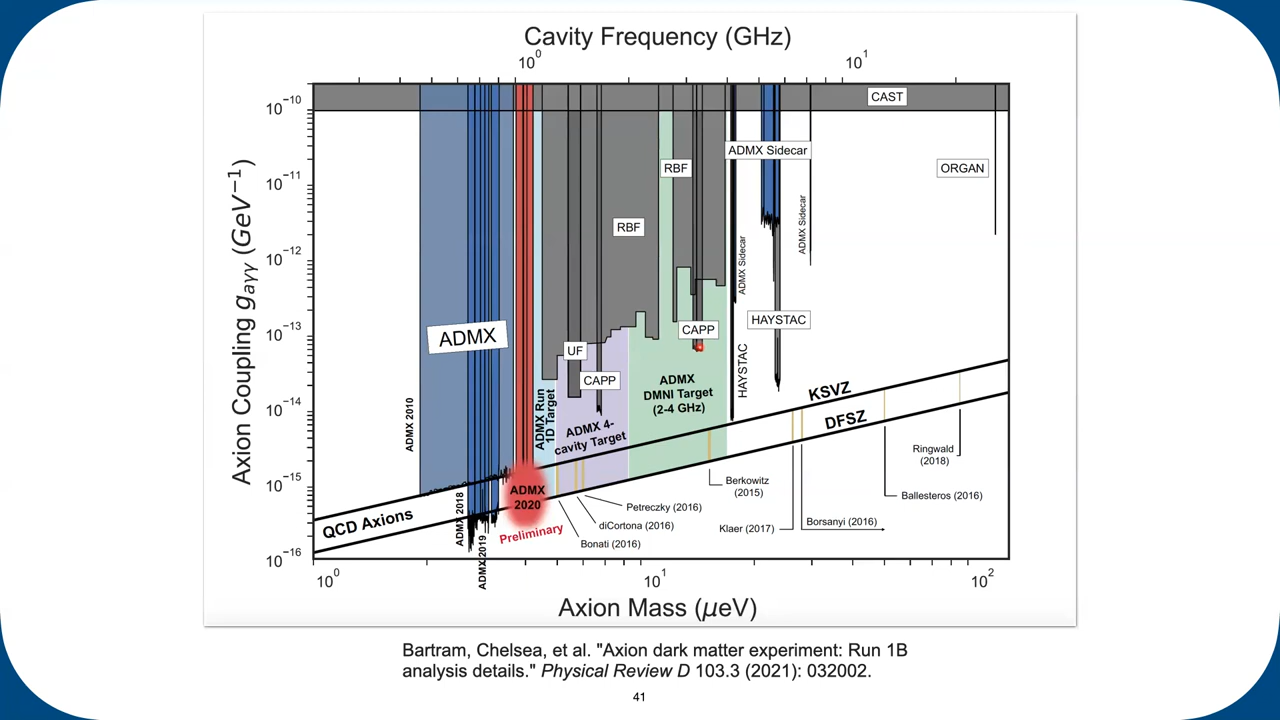 Cavity Frequency (GHz)
10^0
10^1
CAST
10^-10
ADMX Sidecar
RBF
ORGAN
10^-11
RBF
ADMX Sidecar
ADMX Sidecar
10^-12
Axion Coupling g_aγγ (GeV^-1)
HAYSTAC
CAPP
10^-13
ADMX
UF
HAYSTAC
CAPP
ADMX
DMNI Target
(2-4 GHz)
KSVZ
DFSZ
10^-14
ADMX 2010
ADMX Run
1D Target
ADMX 4-
cavity Target
Ringwald
(2018)
10^-15
ADMX
2020
Berkowitz
(2015)
Ballesteros (2016)
QCD Axions
ADMX 2018
Petreczky (2016)
Preliminary
diCortona (2016)
Klaer (2017)
Borsanyi (2016)
Bonati (2016)
ADMX 2019
10^-16
10^0
10^1
10^2
Axion Mass (μeV)
Bartram, Chelsea, et al. "Axion dark matter experiment: Run 1B
analysis details." Physical Review D 103.3 (2021): 032002.
41